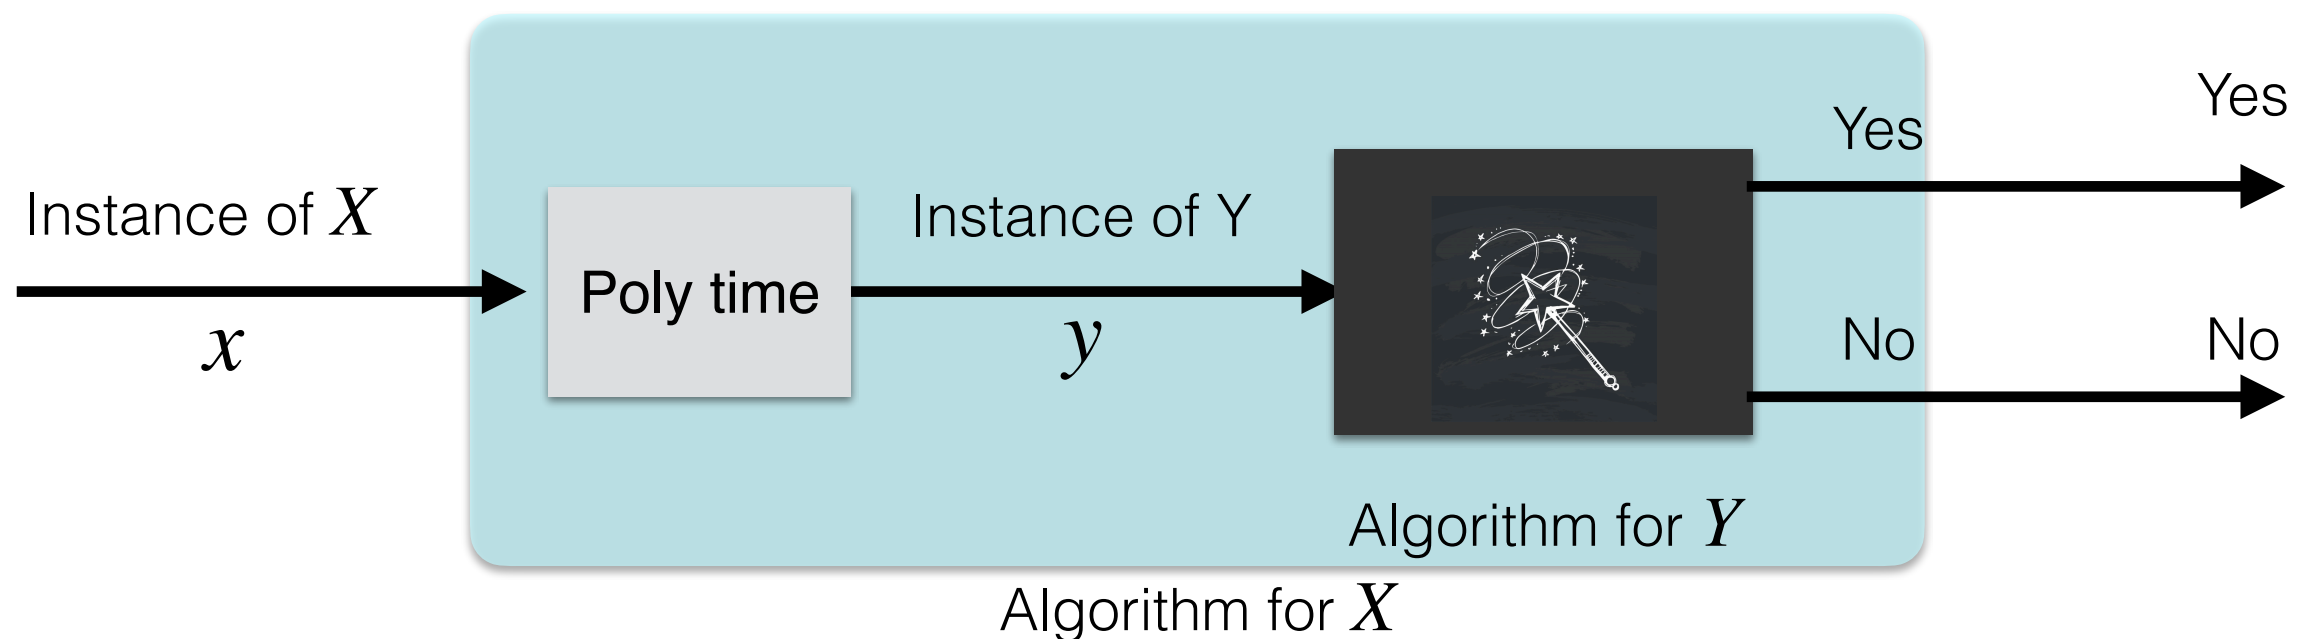 Instance of X
x
Poly time
Instance of Y
y
Yes
Yes
No
No
Algorithm for Y
Algorithm for X